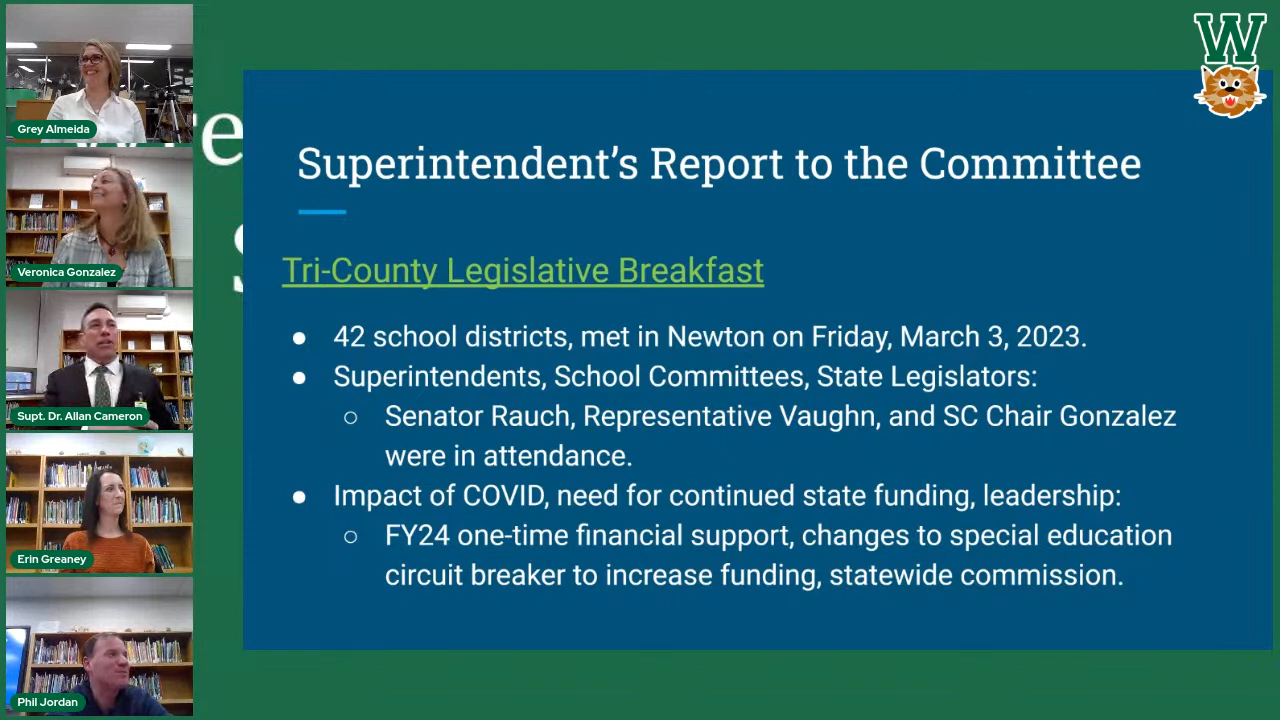 Grey Almeida
Veronica Gonzalez
Supt. Dr. Allan Cameron
Erin Greaney
Phil Jordan
W
Superintendent's Report to the Committee
Tri-County Legislative Breakfast
● 42 school districts, met in Newton on Friday, March 3, 2023.
● Superintendents, School Committees, State Legislators:
○ Senator Rauch, Representative Vaughn, and SC Chair Gonzalez
were in attendance.
● Impact of COVID, need for continued state funding, leadership:
○ FY24 one-time financial support, changes to special education
circuit breaker to increase funding, statewide commission.